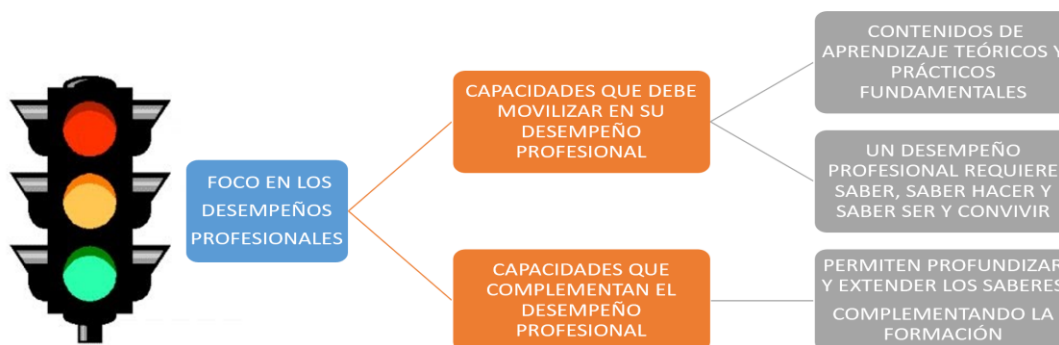 FOCO EN LOS
DESEMPEÑOS
PROFESIONALES
CAPACIDADES QUE DEBE
MOVILIZAR EN SU
DESEMPEÑO
PROFESIONAL
CONTENIDOS DE
APRENDIZAJE TEÓRICOS Y
PRÁCTICOS
FUNDAMENTALES
UN DESEMPEÑO
PROFESIONAL REQUIERE
SABER, SABER HACER Y
SABER SER Y CONVIVIR
CAPACIDADES QUE
COMPLEMENTAN EL
DESEMPEÑO
PROFESIONAL
PERMITEN PROFUNDIZAR
Y EXTENDER LOS SABERES
COMPLEMENTANDO LA
FORMACIÓN